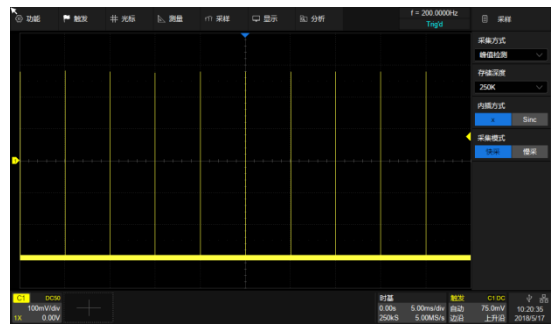 功能 触发 光标 测量 采样 显示 分析 f = 200.0000Hz 采样
Trig'd
采集方式
峰值检测
存储深度
250K
内插方式
x Sinc
采集模式
快采 慢采
C1 DC50 时基 触发 C1 DC
100mV/div 0.00s 5.00ms/div 自动 75.0mV 10:20:35
1X 0.00V 250kS 5.00MS/s 边沿 上升沿 2018/5/17